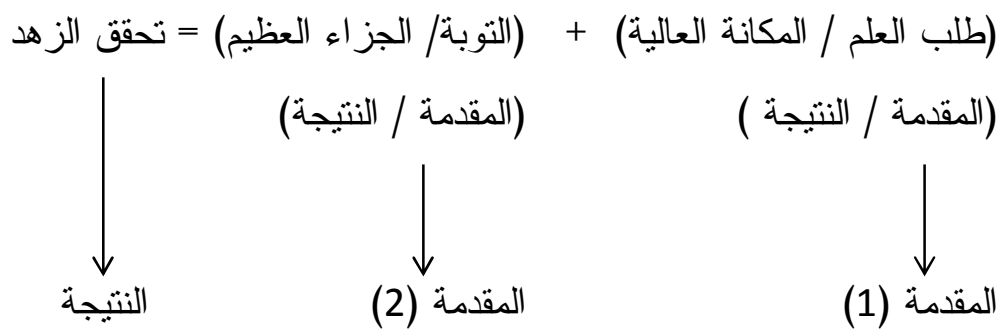 (طلب العلم / المكانة العالية) + (التوبة/ الجزاء العظيم) = تحقق الزهد
(المقدمة / النتيجة ) (المقدمة / النتيجة)
المقدمة (1) المقدمة (2) النتيجة